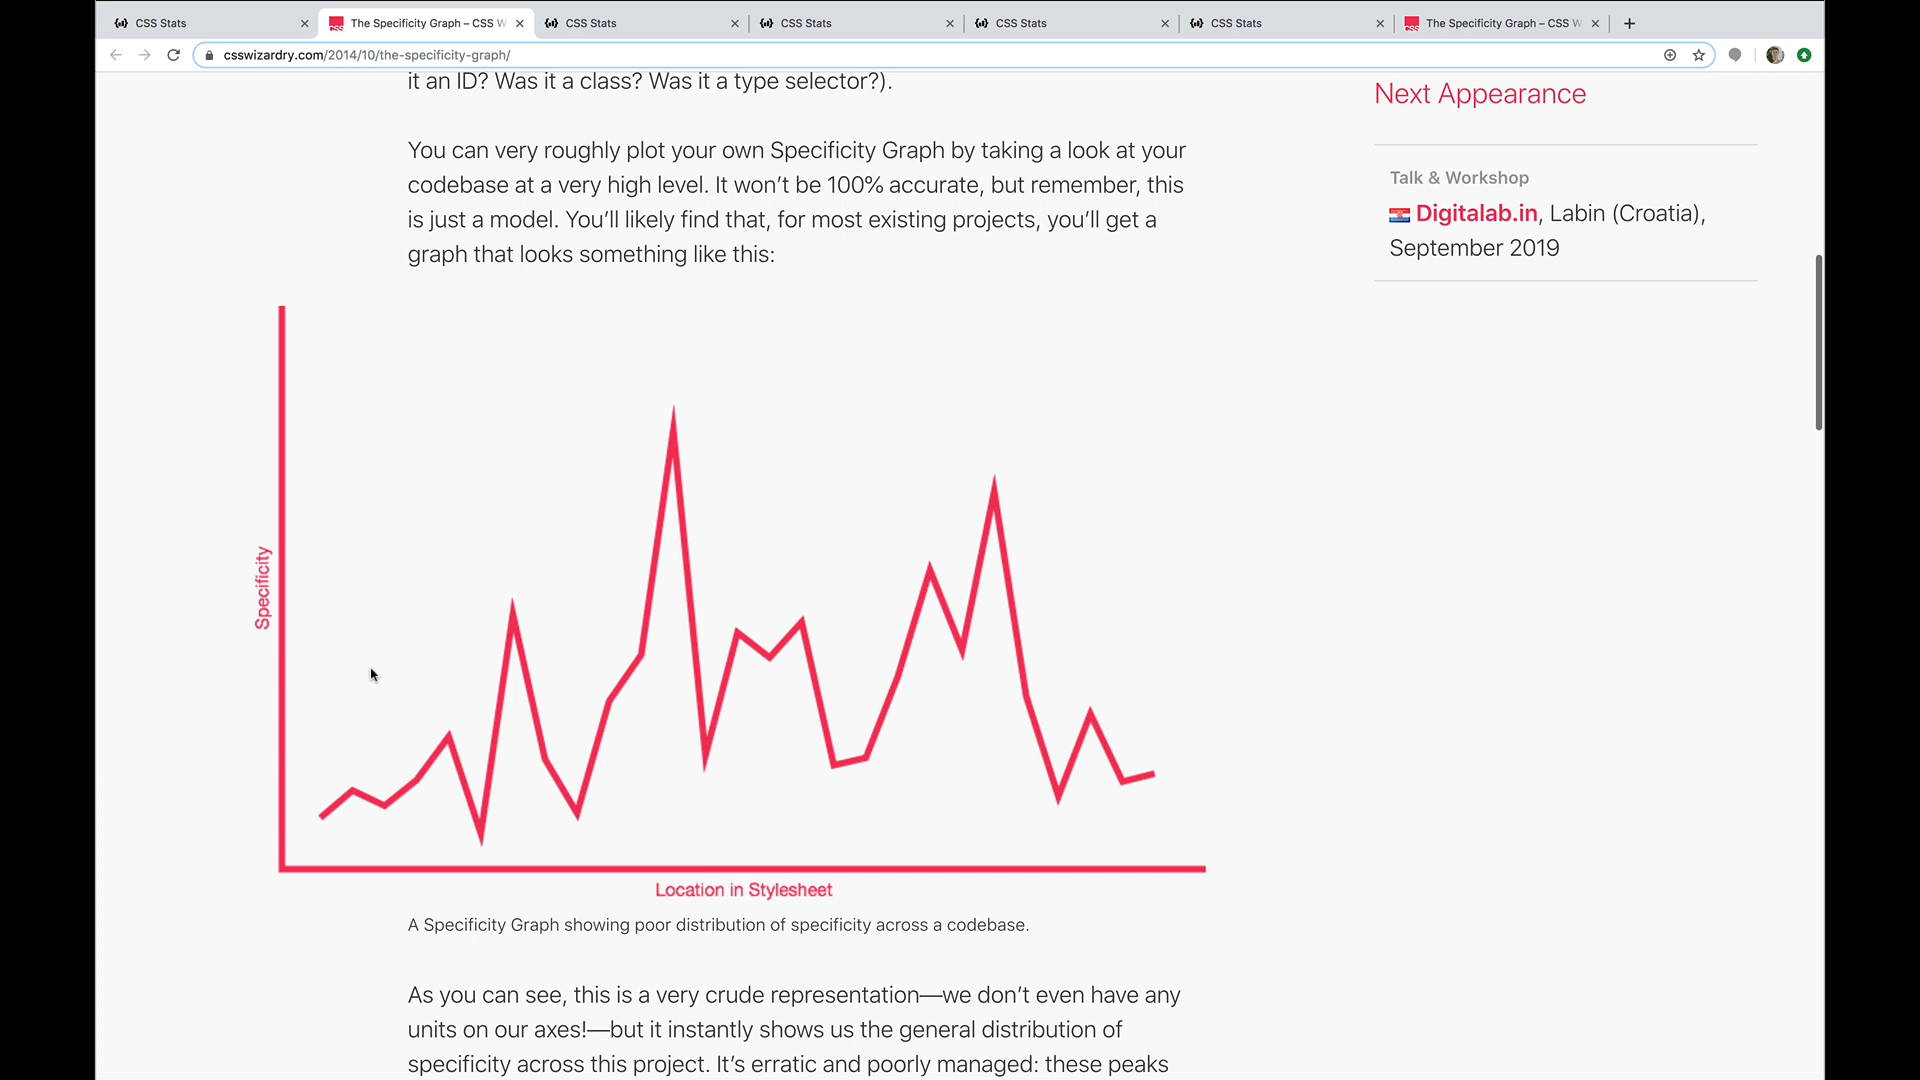 CSS Stats
The Specificity Graph – CSS W
CSS Stats
CSS Stats
CSS Stats
CSS Stats
The Specificity Graph – CSS W
csswizardry.com/2014/10/the-specificity-graph/
it an ID? Was it a class? Was it a type selector?).
You can very roughly plot your own Specificity Graph by taking a look at your
codebase at a very high level. It won’t be 100% accurate, but remember, this
is just a model. You’ll likely find that, for most existing projects, you’ll get a
graph that looks something like this:
Next Appearance
Talk & Workshop
Digitalab.in, Labin (Croatia),
September 2019
Specificity
Location in Stylesheet
A Specificity Graph showing poor distribution of specificity across a codebase.
As you can see, this is a very crude representation—we don’t even have any
units on our axes!—but it instantly shows us the general distribution of
specificity across this project. It’s erratic and poorly managed: these peaks